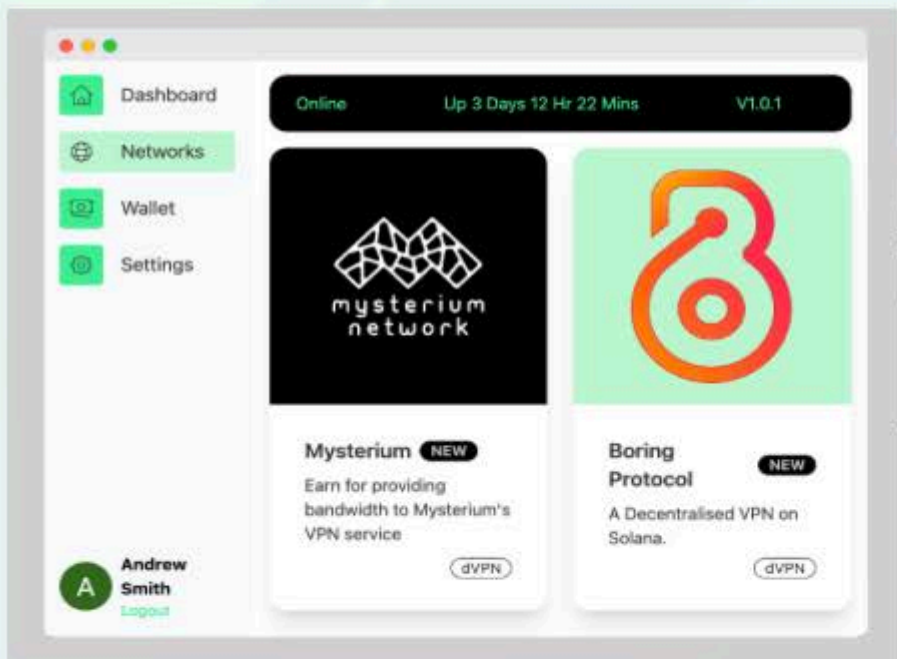 Dashboard
Networks
Wallet
Settings
Andrew
Smith
Logout
A
Online Up 3 Days 12 Hr 22 Mins V1.0.1
mysterium
network
Mysterium NEW
Earn for providing
bandwidth to Mysterium's
VPN service
dVPN
Boring
Protocol NEW
A Decentralised VPN on
Solana.
dVPN